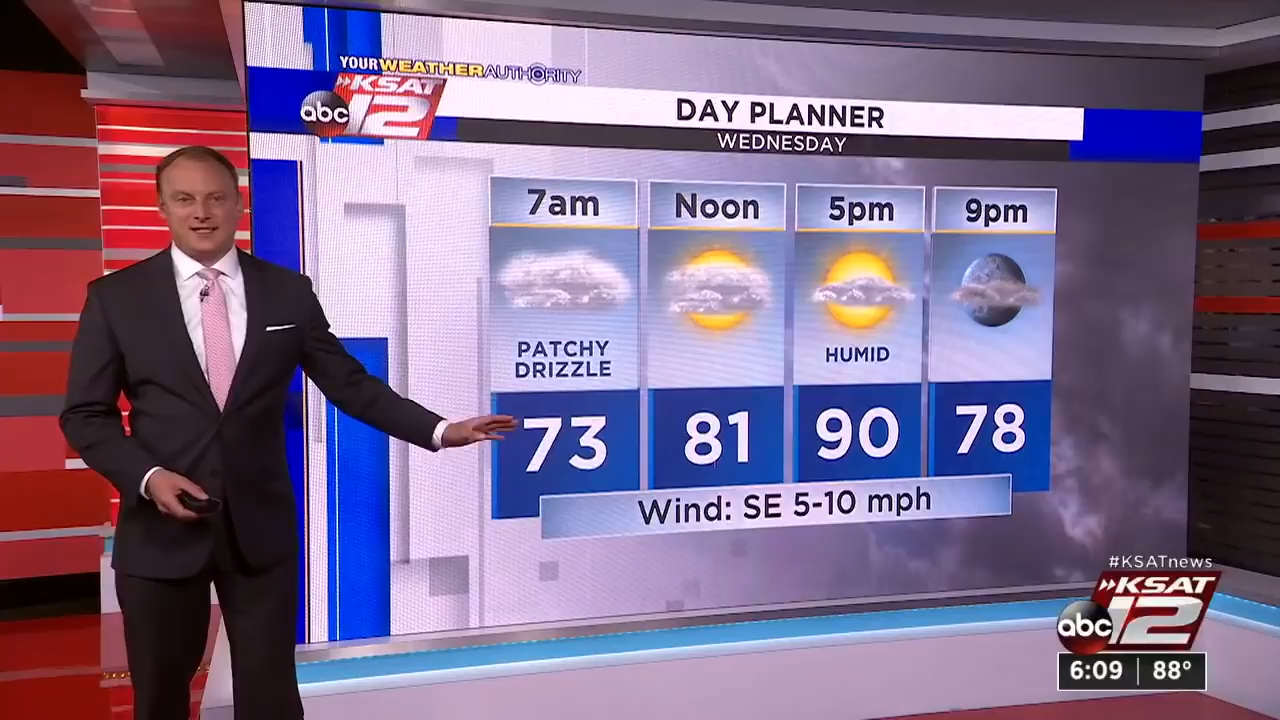 YOUR WEATHER AUTHORITY
KSAT
abc 12
DAY PLANNER
WEDNESDAY
7am Noon 5pm 9pm
PATCHY
DRIZZLE
HUMID
73 81 90 78
Wind: SE 5-10 mph
#KSATnews
KSAT
abc 12
6:09 88°